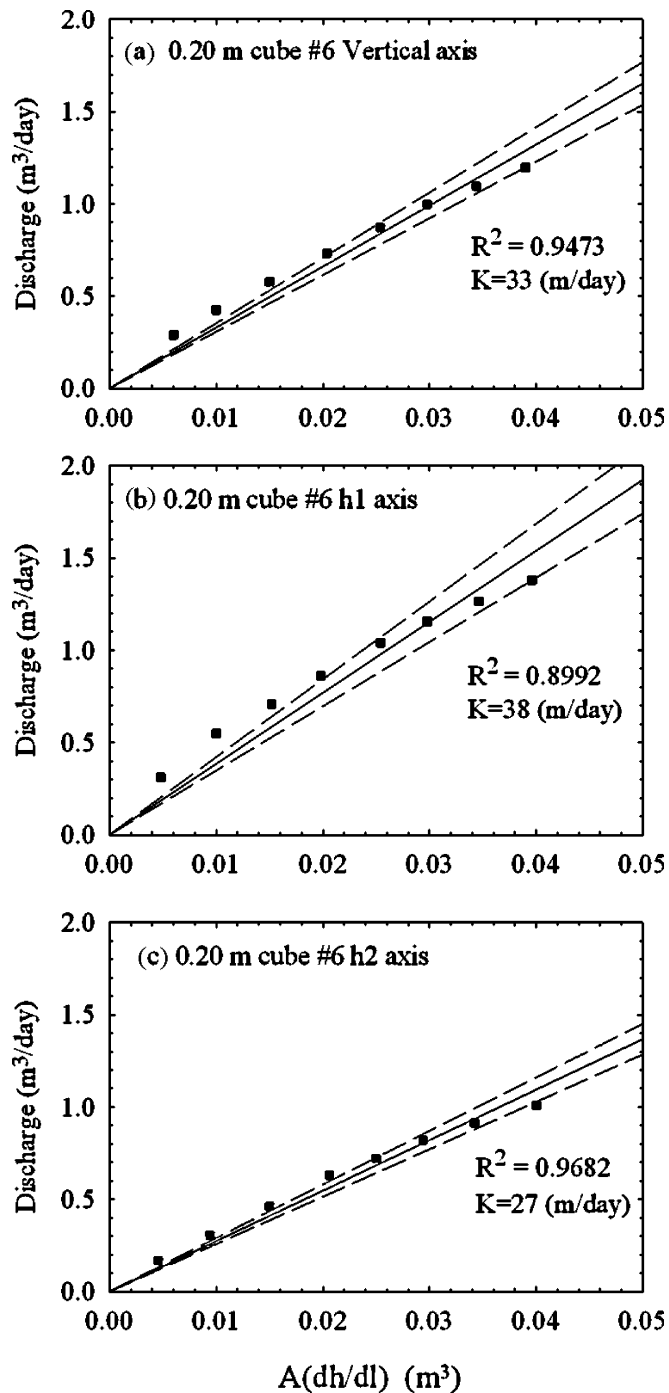 2.0
(a) 0.20 m cube #6 Vertical axis
1.5
1.0
R² = 0.9473
K=33 (m/day)
0.5
0.0
Discharge (m³/day)
0.00 0.01 0.02 0.03 0.04 0.05
2.0
(b) 0.20 m cube #6 h1 axis
1.5
1.0
R² = 0.8992
K=38 (m/day)
0.5
0.0
Discharge (m³/day)
0.00 0.01 0.02 0.03 0.04 0.05
2.0
(c) 0.20 m cube #6 h2 axis
1.5
1.0
R² = 0.9682
K=27 (m/day)
0.5
0.0
Discharge (m³/day)
0.00 0.01 0.02 0.03 0.04 0.05
A(dh/dl) (m³)